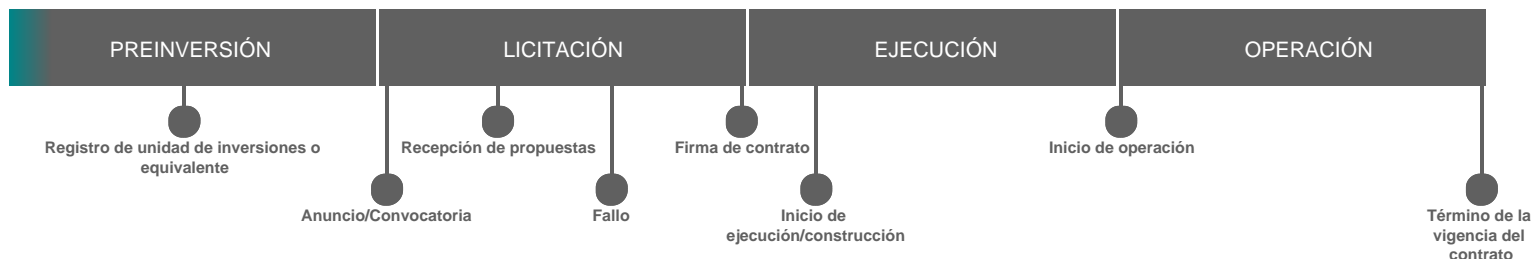 PREINVERSIÓN
LICITACIÓN
EJECUCIÓN
OPERACIÓN
Registro de unidad de inversiones o
equivalente
Anuncio/Convocatoria
Recepción de propuestas
Fallo
Firma de contrato
Inicio de
ejecución/construcción
Inicio de operación
Término de la
vigencia del
contrato